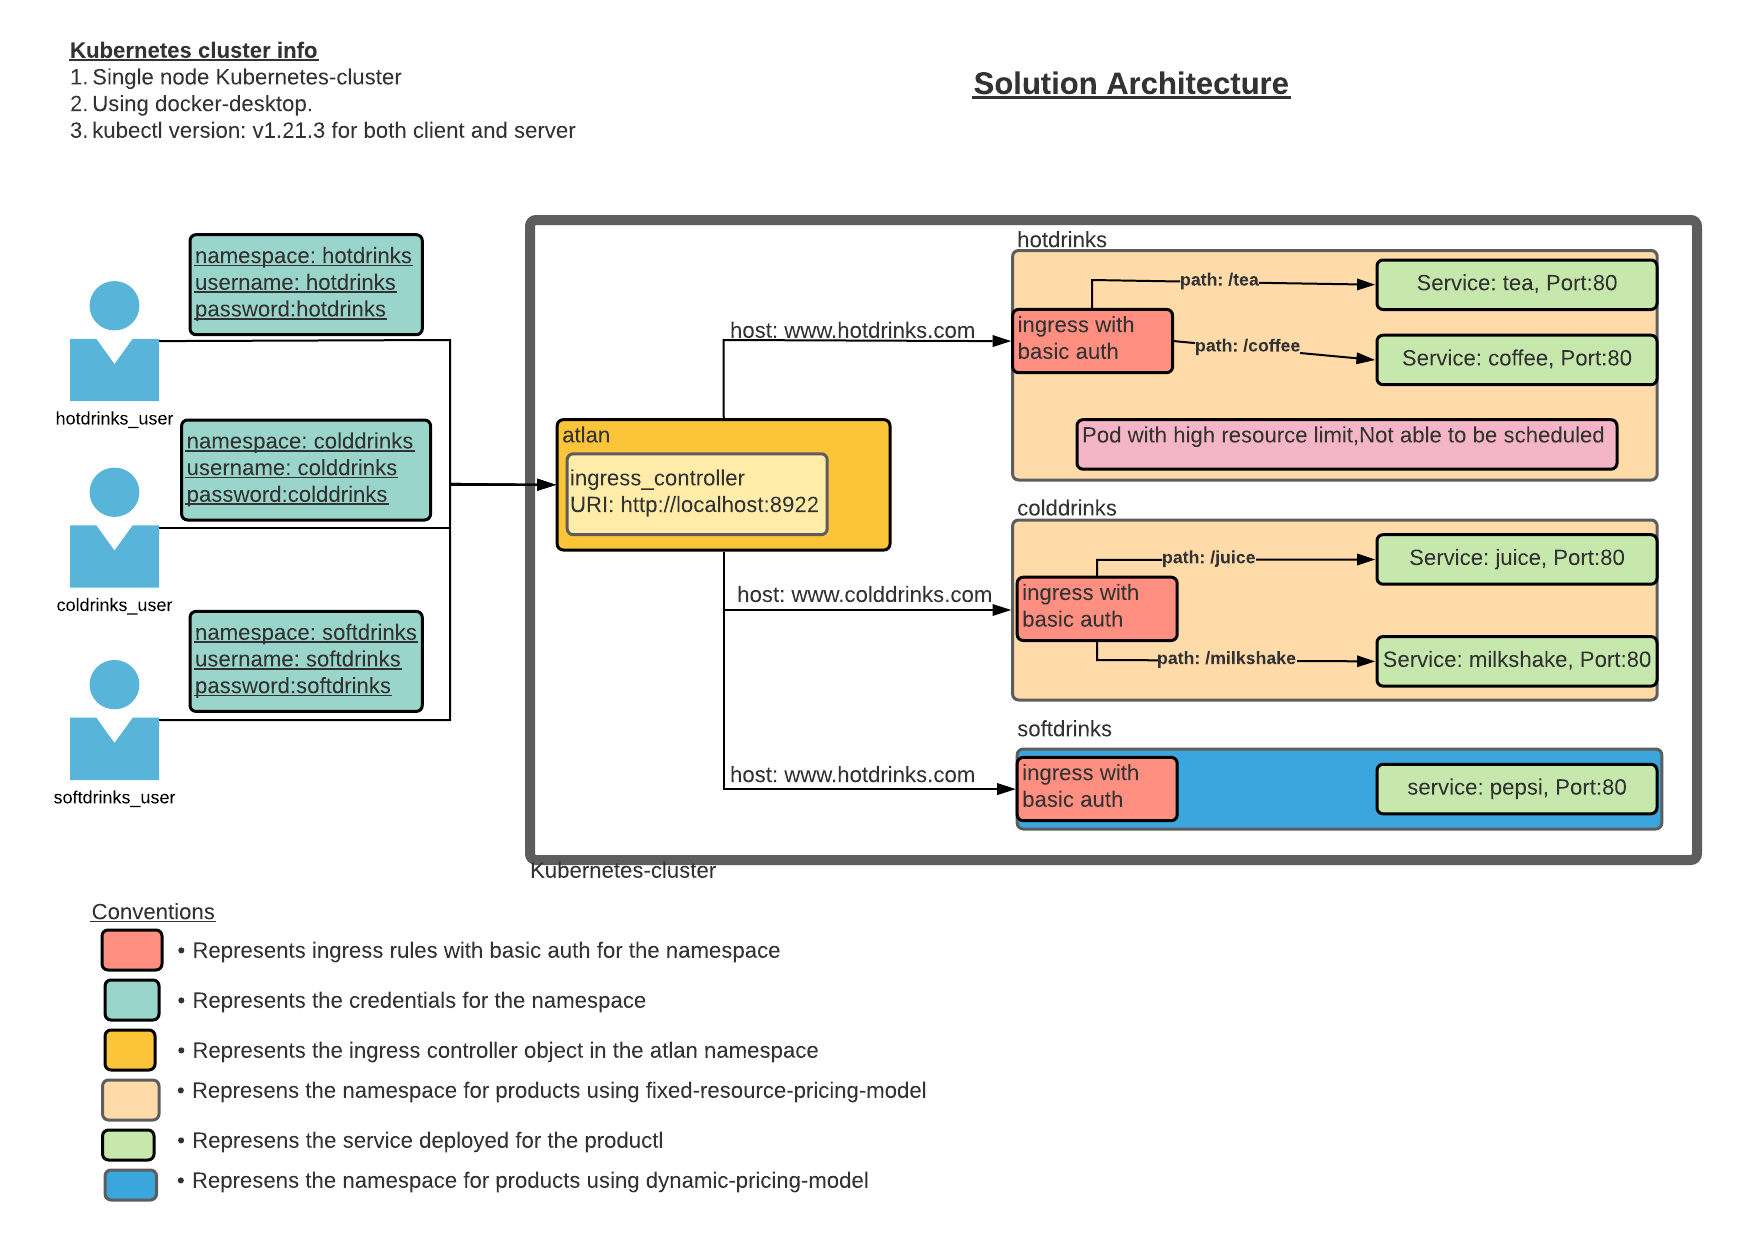 Kubernetes cluster info
1. Single node Kubernetes-cluster
2. Using docker-desktop.
3. kubectl version: v1.21.3 for both client and server
Solution Architecture
namespace: hotdrinks
username: hotdrinks
password:hotdrinks
hotdrinks_user
namespace: colddrinks
username: colddrinks
password:colddrinks
coldrinks_user
namespace: softdrinks
username: softdrinks
password:softdrinks
softdrinks_user
atlan
ingress_controller
URI: http://localhost:8922
host: www.hotdrinks.com
host: www.colddrinks.com
host: www.hotdrinks.com
hotdrinks
ingress with
basic auth
path: /tea
Service: tea, Port:80
path: /coffee
Service: coffee, Port:80
Pod with high resource limit,Not able to be scheduled
colddrinks
ingress with
basic auth
path: /juice
Service: juice, Port:80
path: /milkshake
Service: milkshake, Port:80
softdrinks
ingress with
basic auth
service: pepsi, Port:80
Kubernetes-cluster
Conventions
• Represents ingress rules with basic auth for the namespace
• Represents the credentials for the namespace
• Represents the ingress controller object in the atlan namespace
• Represens the namespace for products using fixed-resource-pricing-model
• Represens the service deployed for the productl
• Represens the namespace for products using dynamic-pricing-model